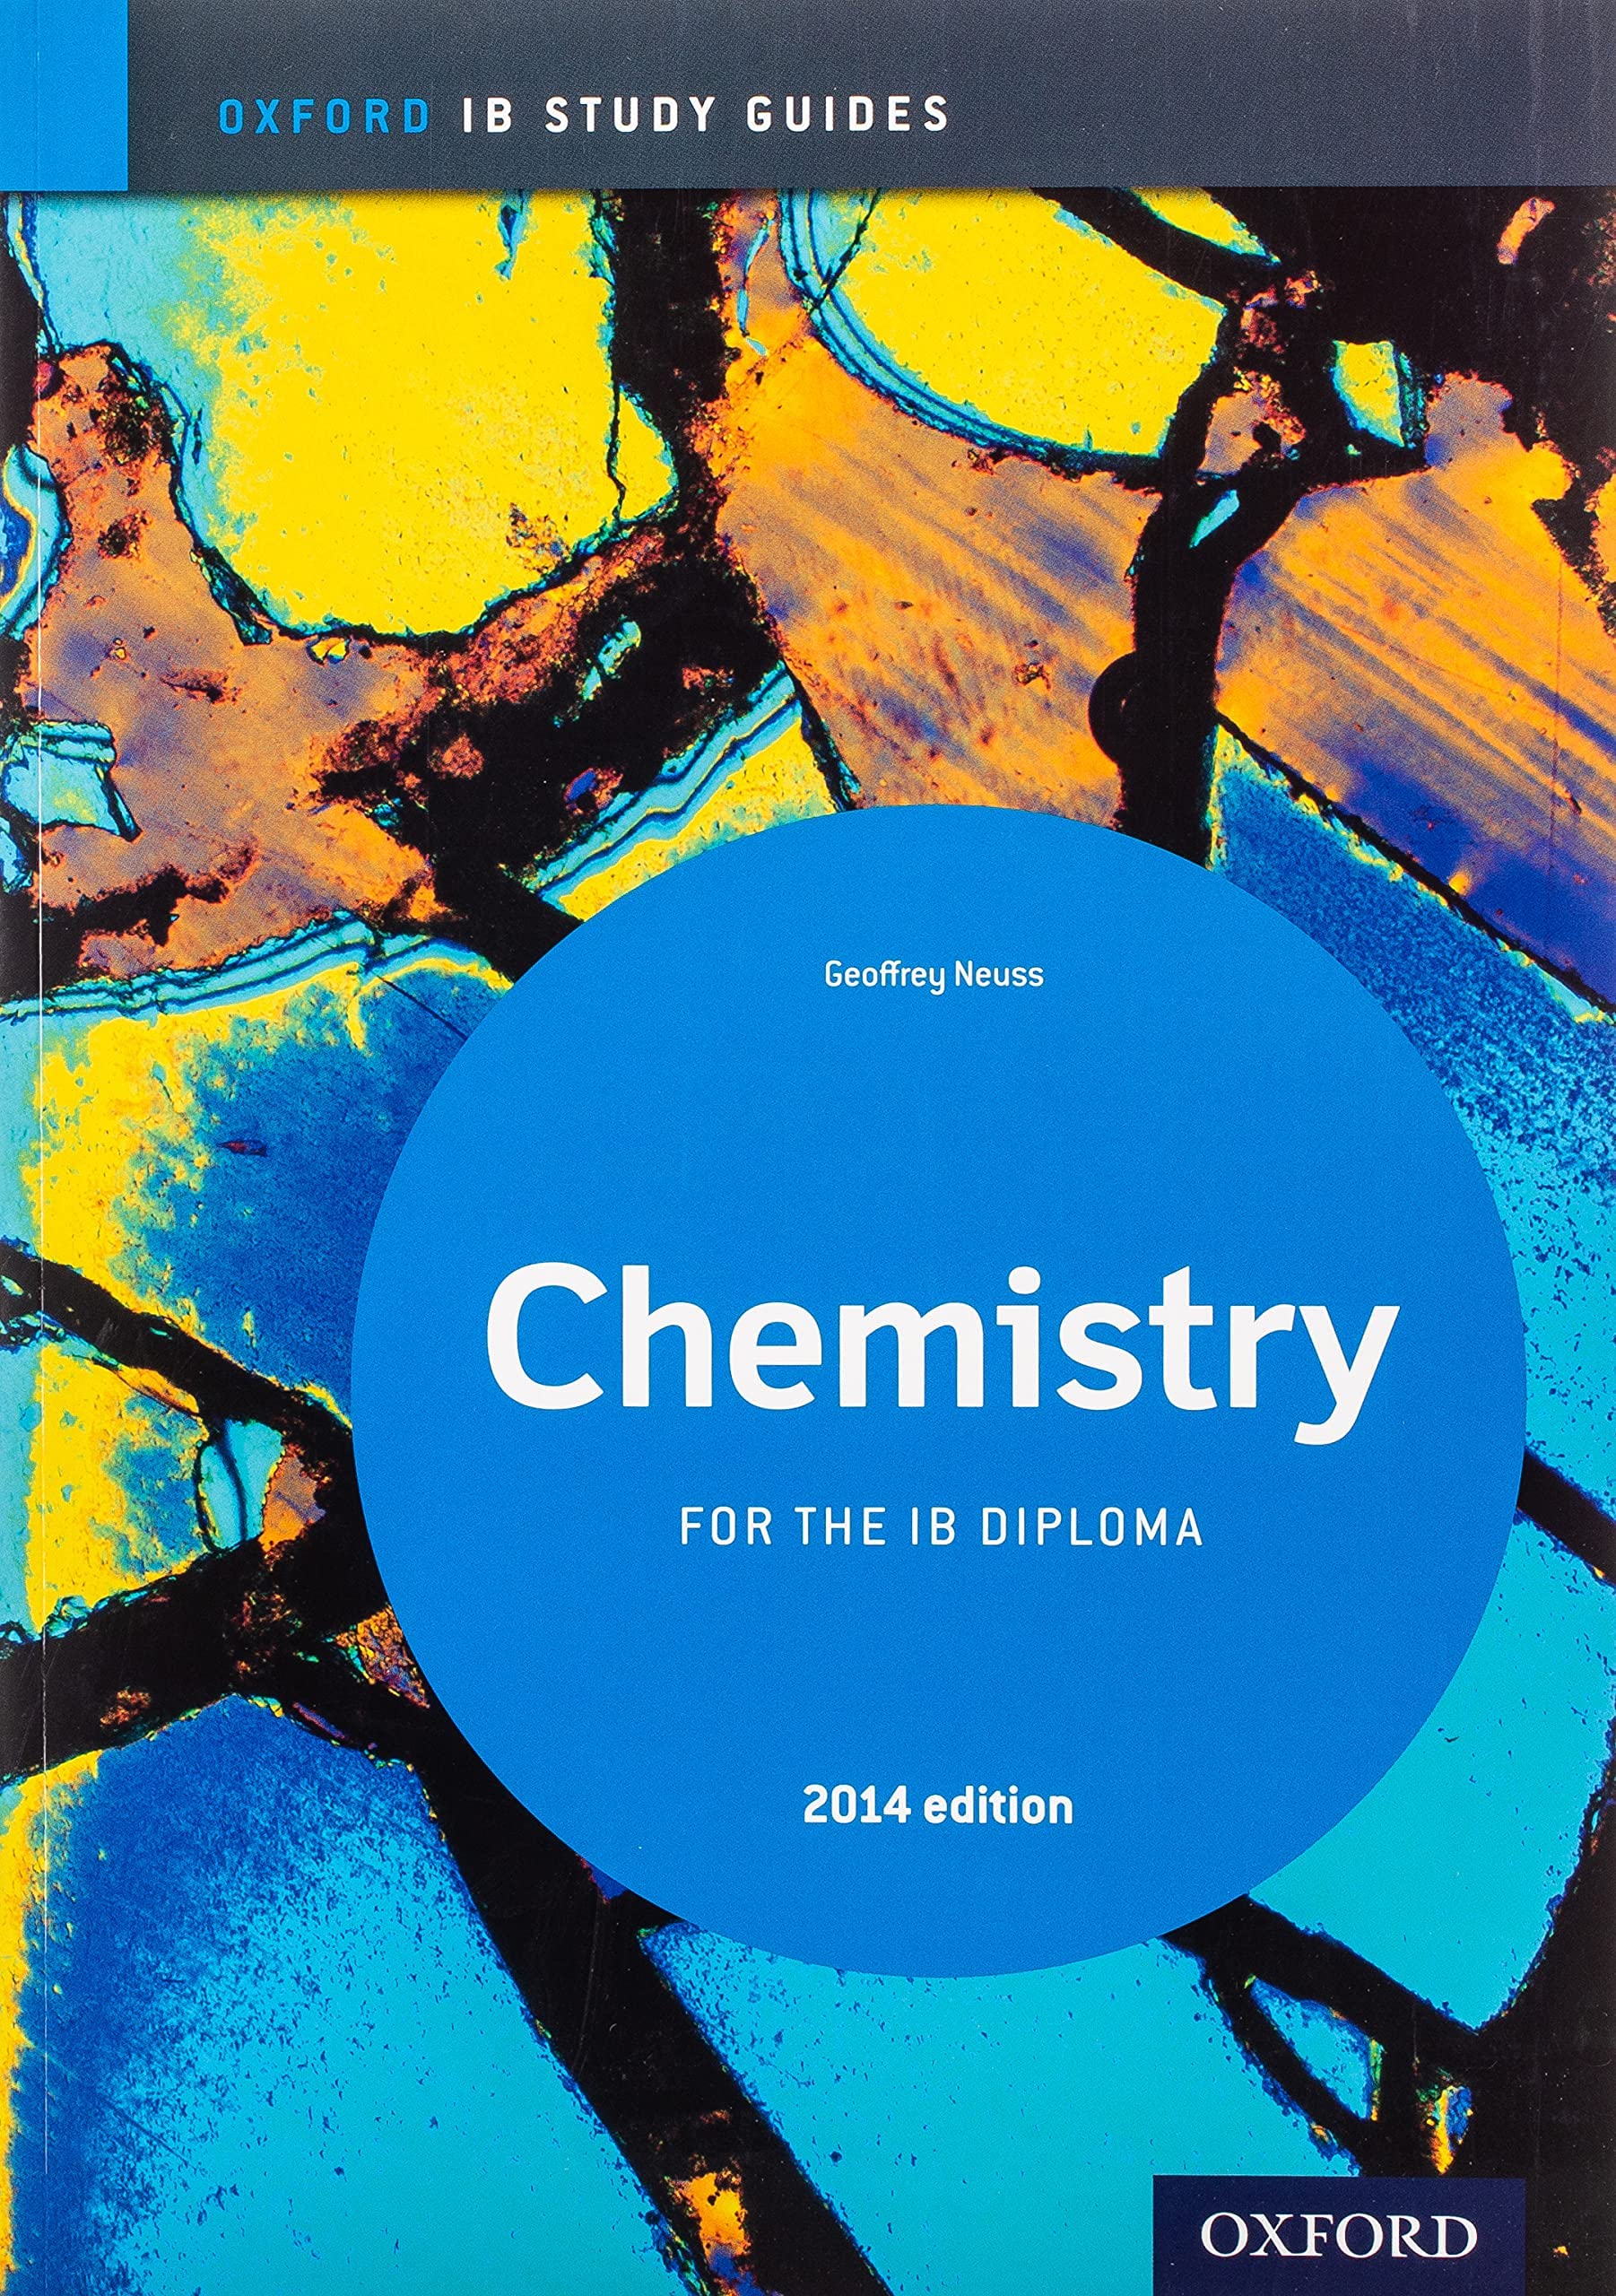 OXFORD IB STUDY GUIDES
Geoffrey Neuss
Chemistry
FOR THE IB DIPLOMA
2014 edition
OXFORD